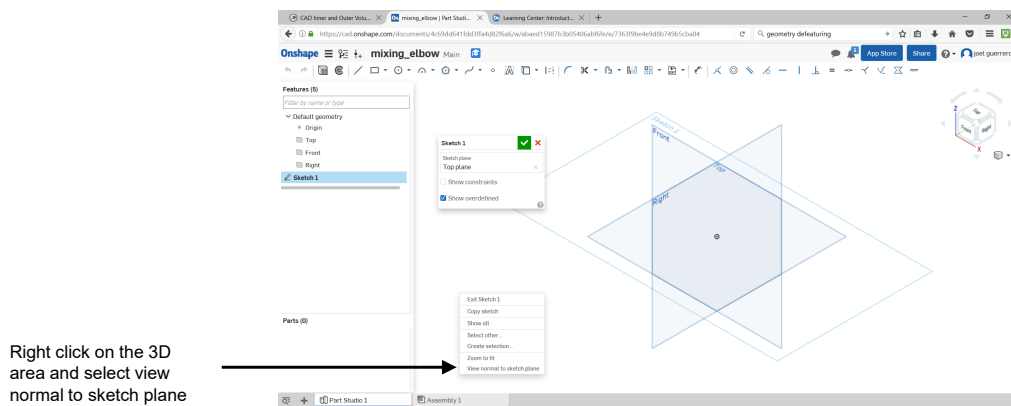 CAD Inner and Outer Volu... × mixing_elbow | Part Studi... × Learning Center: Introduct... × +
https://cad.onshape.com/documents/4c69dd641fdd3ffa4d82f6a6/w/abaed15987b3b05406abf6fe/e/7363f9be4e9d8b749b5cba84 geometry defeaturing
Onshape mixing_elbow Main App Store Share joel guerrero
Features (5)
Filter by name or type
Default geometry
Origin
Top
Front
Right
Sketch 1
Sketch 1
Sketch plane
Top plane
Show constraints
Show overdefined
Sketch 1
Front
Top
Right
Z
Top
Front Right
X
Exit Sketch 1
Copy sketch
Show all
Select other...
Create selection...
Zoom to fit
View normal to sketch plane
Parts (0)
Right click on the 3D
area and select view
normal to sketch plane
Part Studio 1 Assembly 1